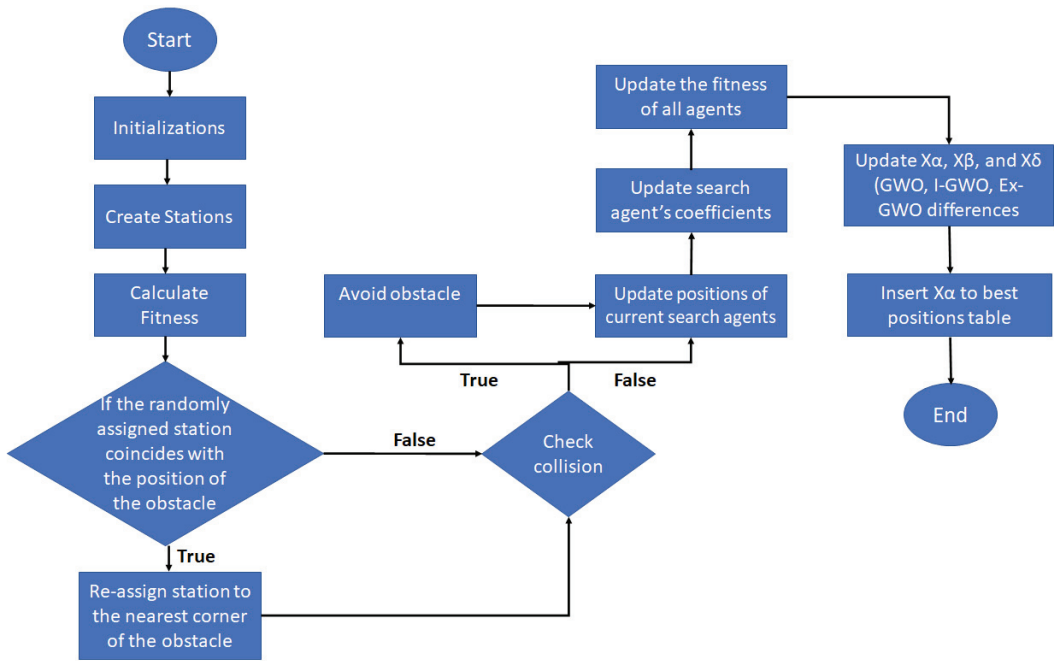 Start
Initializations
Create Stations
Calculate
Fitness
If the randomly
assigned station
coincides with
the position of
the obstacle
False
True
Re-assign station to
the nearest corner
of the obstacle
Check
collision
True
False
Avoid obstacle
Update positions of
current search agents
Update search
agent's coefficients
Update the fitness
of all agents
Update Xα, Xβ, and Xδ
(GWO, I-GWO, Ex-
GWO differences
Insert Xα to best
positions table
End